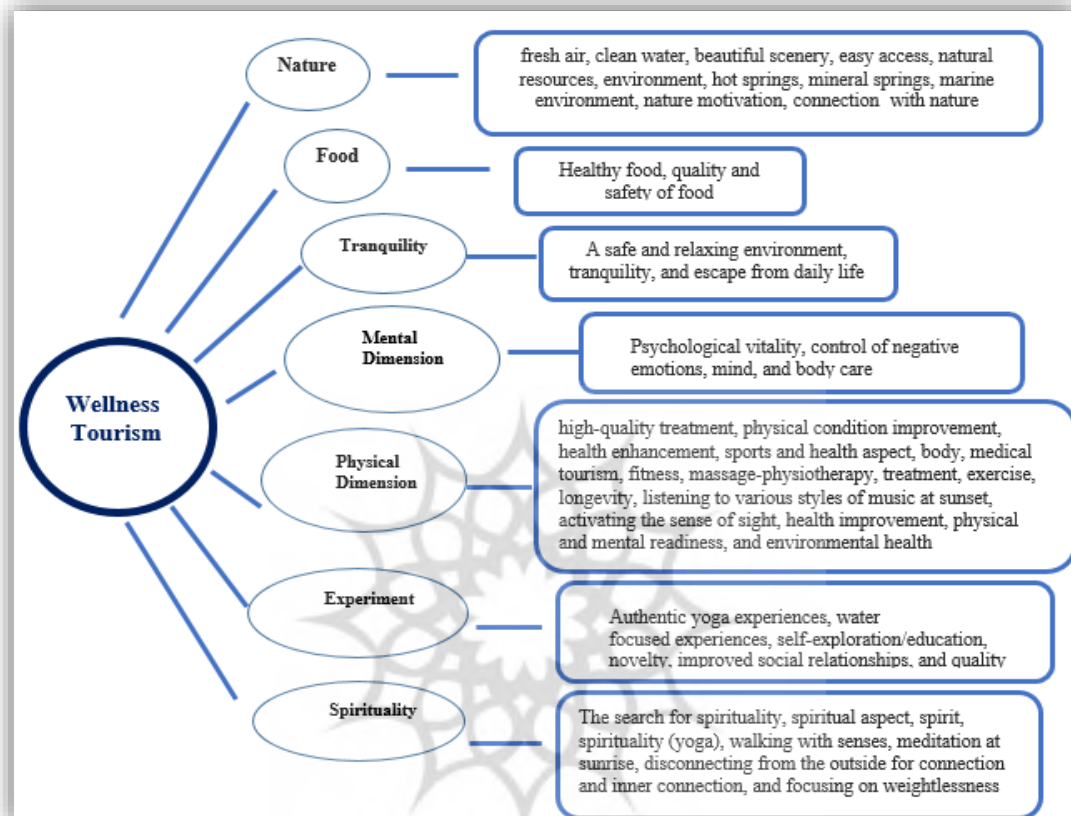 Nature
fresh air, clean water, beautiful scenery, easy access, natural
resources, environment, hot springs, mineral springs, marine
environment, nature motivation, connection with nature
Food
Healthy food, quality and
safety of food
Tranquility
A safe and relaxing environment,
tranquility, and escape from daily life
Mental
Dimension
Psychological vitality, control of negative
emotions, mind, and body care
Wellness
Tourism
Physical
Dimension
high-quality treatment, physical condition improvement,
health enhancement, sports and health aspect, body, medical
tourism, fitness, massage-physiotherapy, treatment, exercise,
longevity, listening to various styles of music at sunset,
activating the sense of sight, health improvement, physical
and mental readiness, and environmental health
Experiment
Authentic yoga experiences, water
focused experiences, self-exploration/education,
novelty, improved social relationships, and quality
Spirituality
The search for spirituality, spiritual aspect, spirit,
spirituality (yoga), walking with senses, meditation at
sunrise, disconnecting from the outside for connection
and inner connection, and focusing on weightlessness